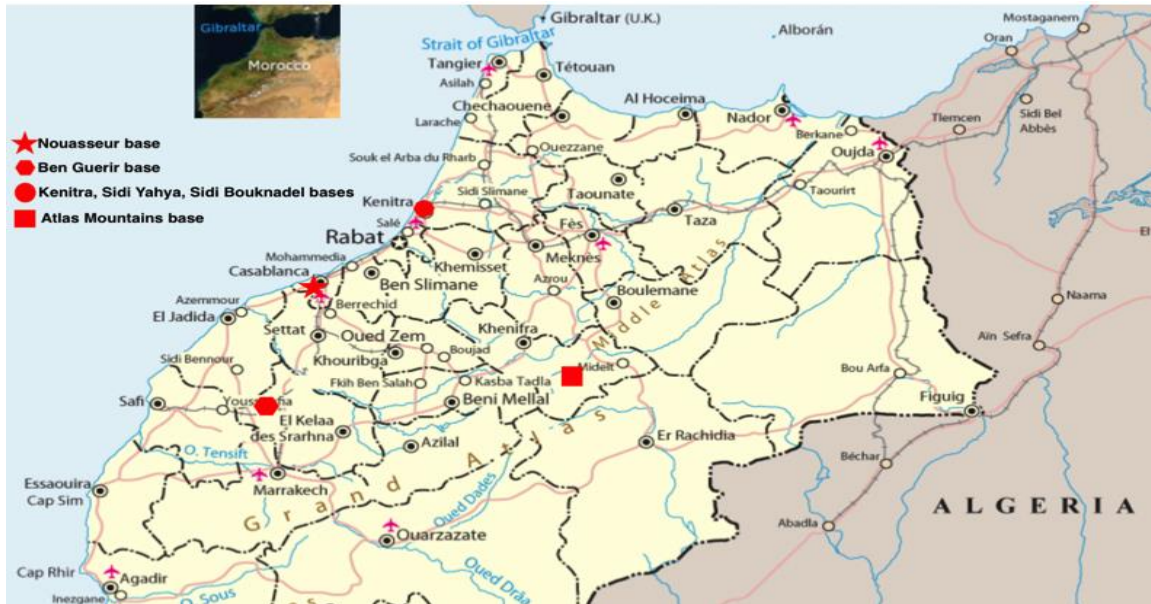 Gibraltar
Morocco
Nouasseur base
Ben Guerir base
Kenitra, Sidi Yahya, Sidi Bouknadel bases
Atlas Mountains base
Gibraltar (U.K.)
Strait of Gibraltar
Alborán
Mostaganem
Oran
Tangier
Tétouan
Asilah
Sidi Bel
Abbès
Chechaouene
Al Hoceima
Nador
Larache
Berkane
Tlemcen
Ouezzane
Oujda
Souk el Arba du Rharb
Taounate
Taourirt
Sidi Slimane
Kenitra
Taza
Salé
Fès
Rabat
Meknès
El
Mohammedia
Khemisset
Casablanca
Ben Slimane
Azrou
Boulemane
Naama
Azemmour
Berrechid
El Jadida
Middle Atlas
Settat
Oued Zem
Khenifra
Aïn Sefra
Khouribga
Boujad
Sidi Bennour
Midelt
Bou Arfa
Fkih Ben Salah
Kasba Tadla
Safi
Beni Mellal
Figuig
El Kelaa
des Srarhna
Azilal
Er Rachidia
O. Tensift
Béchar
Marrakech
Essaouira
Cap Sim
Grand Atlas
Oued Dades
ALGERIA
Abadla
Ouarzazate
Cap Rhir
Agadir
Oued Drâa
Inezgane
O. Sous